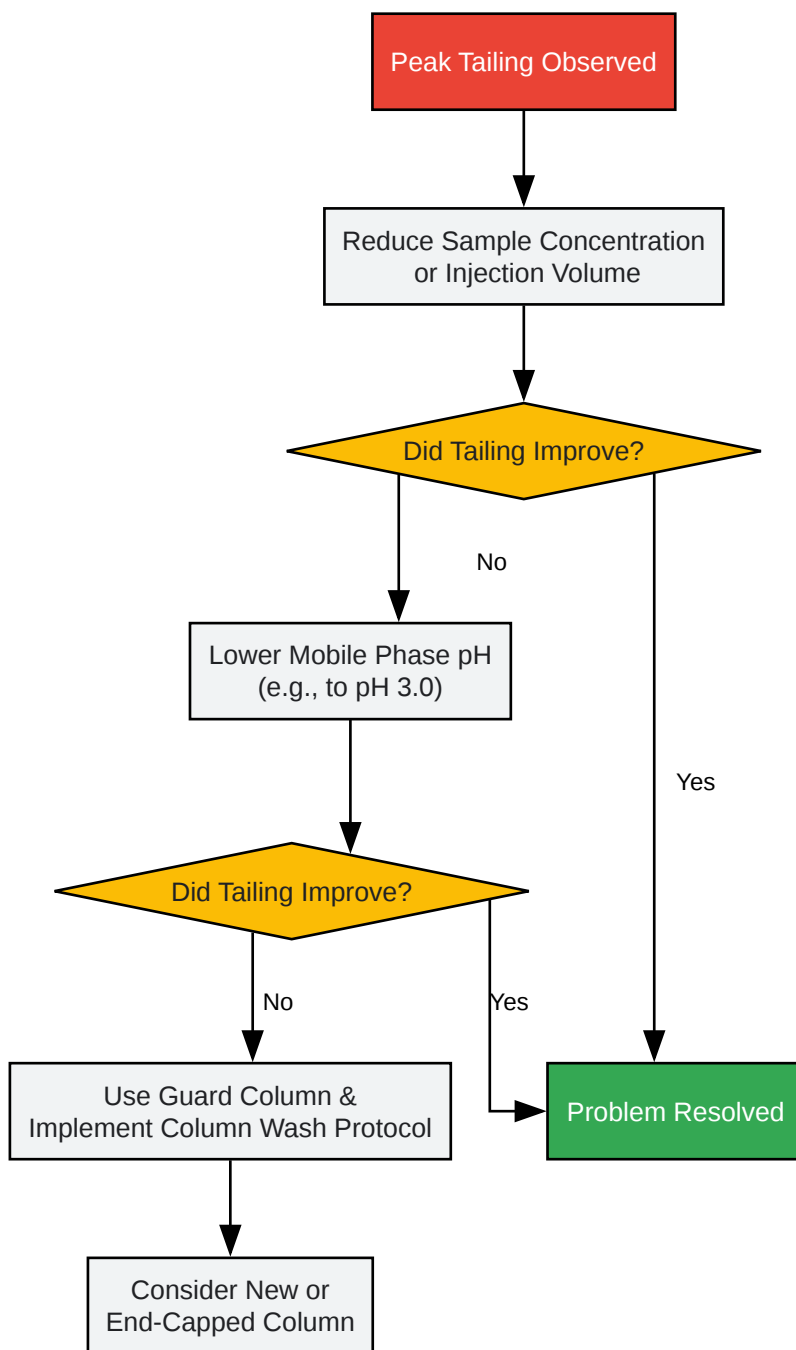 Peak Tailing Observed
Reduce Sample Concentration
or Injection Volume
Did Tailing Improve?
No
Lower Mobile Phase pH
(e.g., to pH 3.0)
Yes
Did Tailing Improve?
No
Yes
Use Guard Column &
Implement Column Wash Protocol
Problem Resolved
Consider New or
End-Capped Column